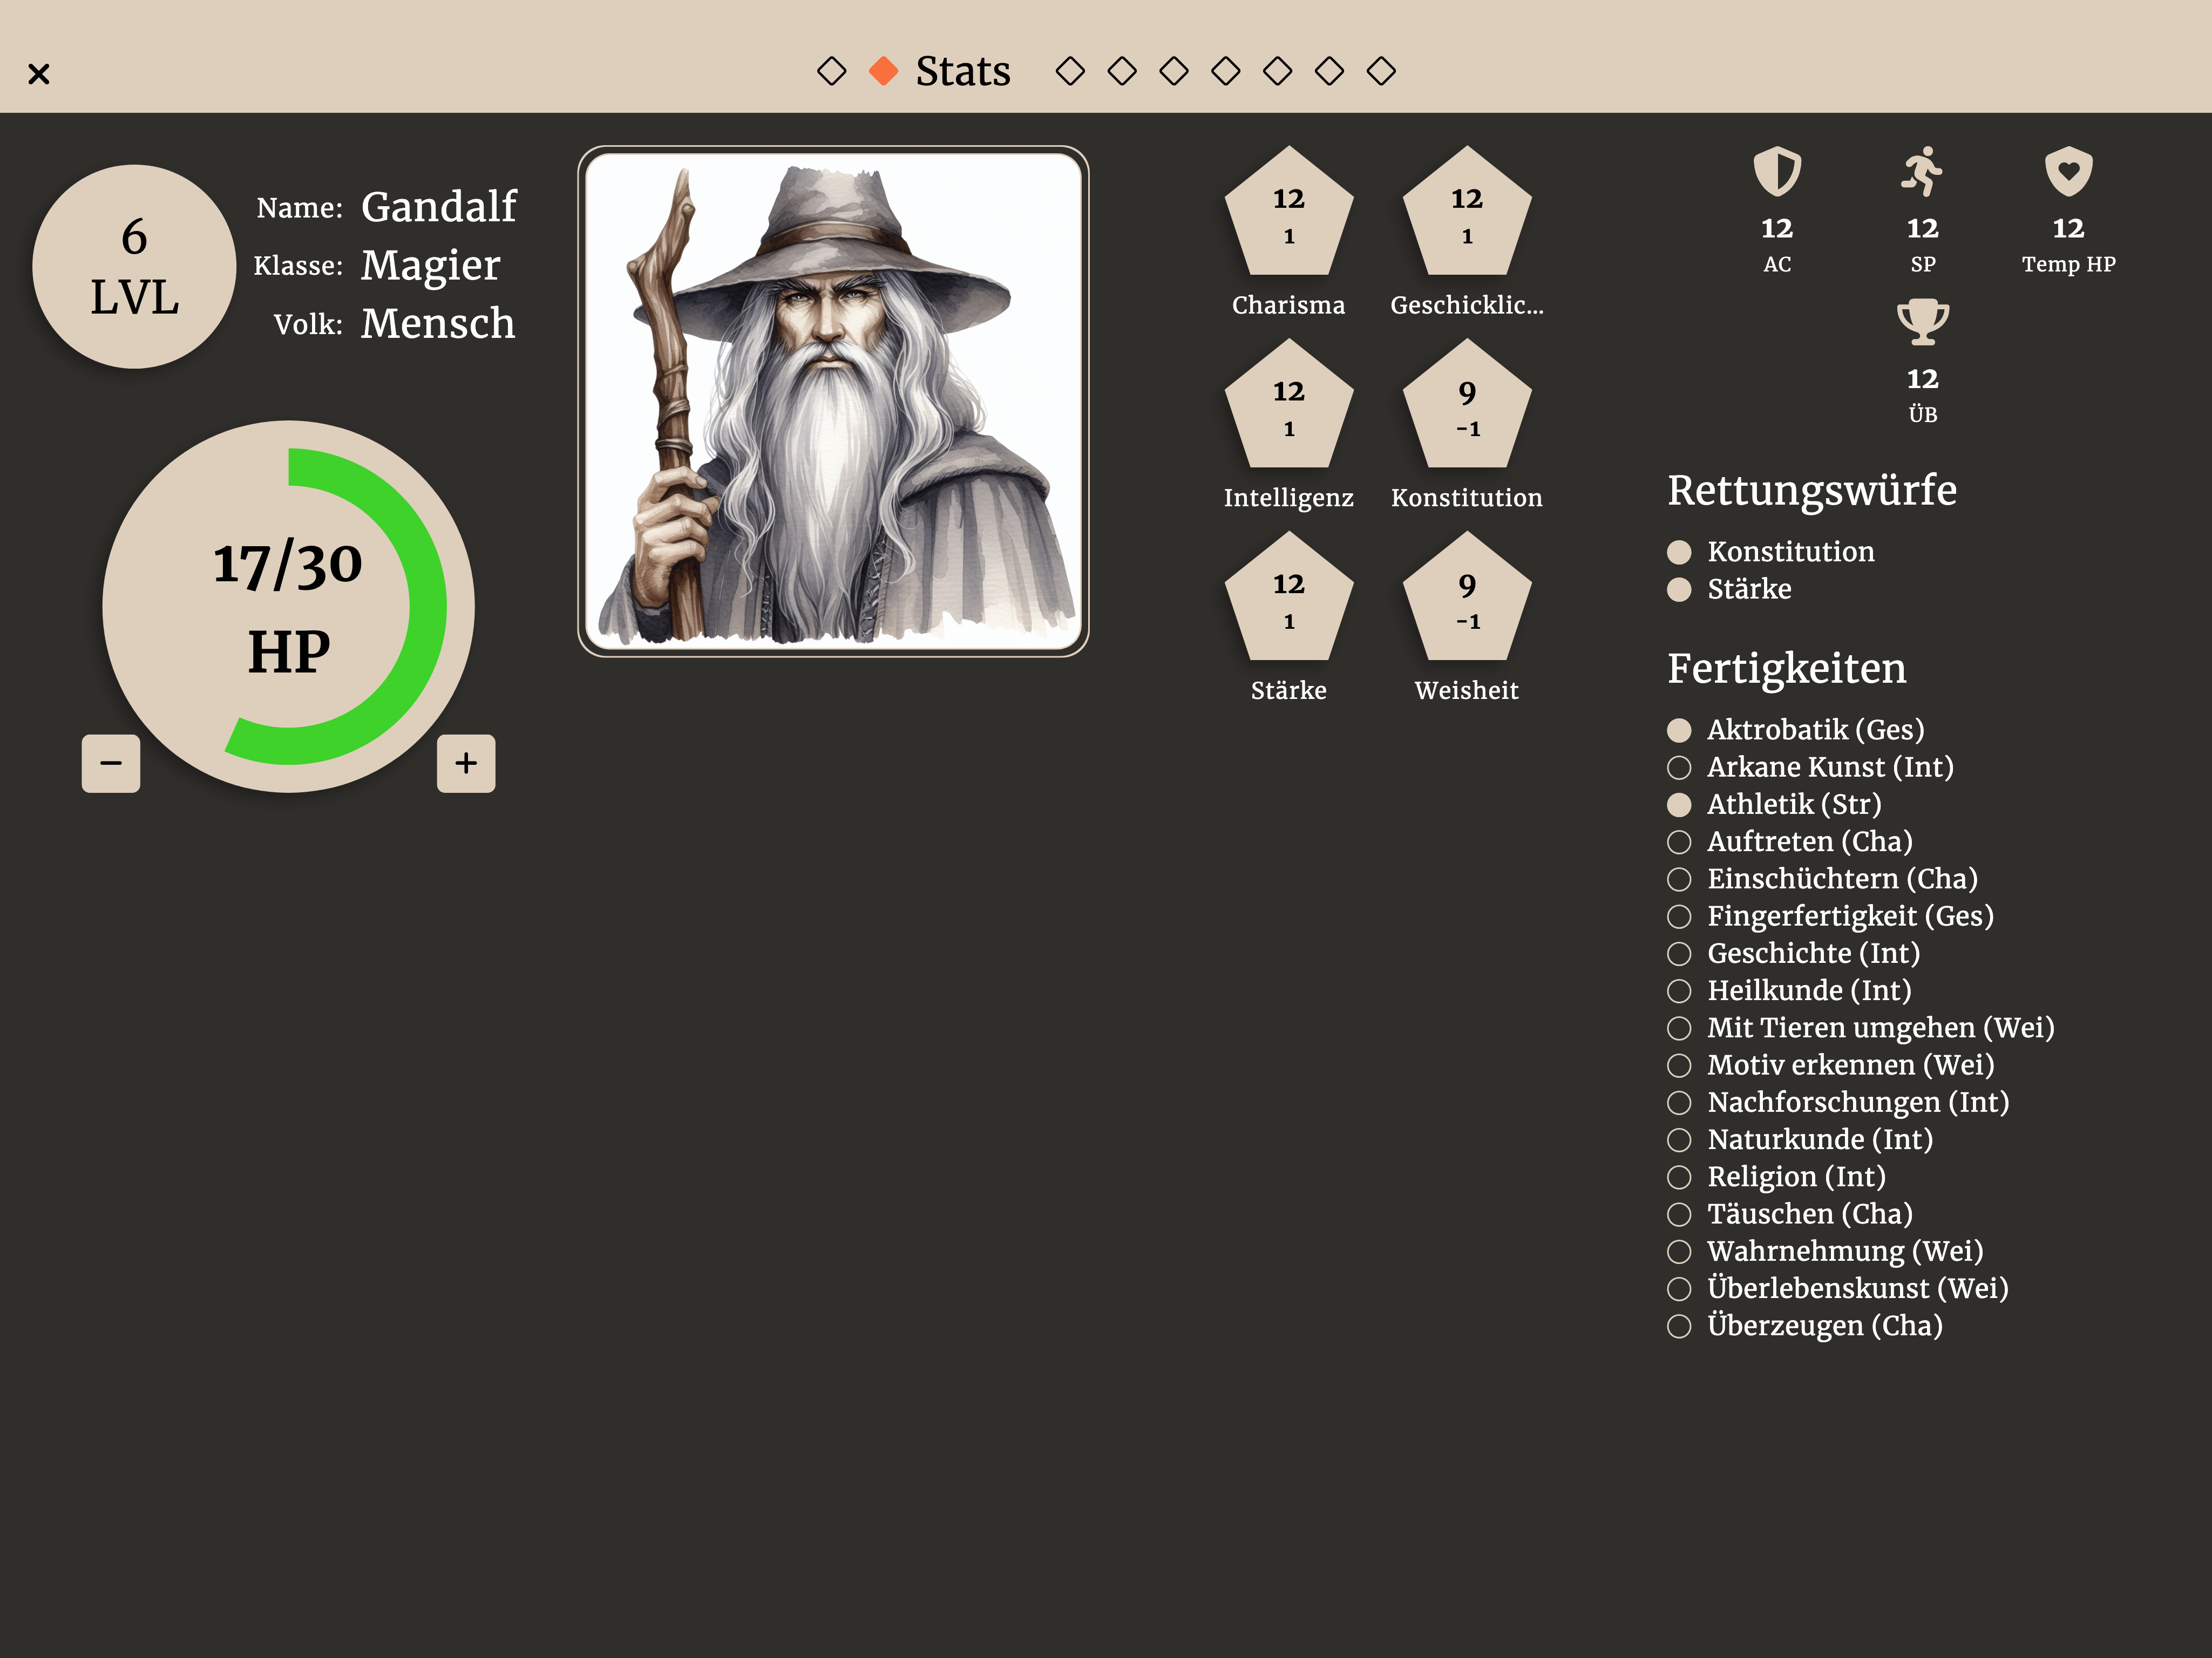 Stats
6
LVL
Name: Gandalf
Klasse: Magier
Volk: Mensch
17/30
HP
12
1
Charisma
12
1
Geschicklic...
12
1
Intelligenz
9
-1
Konstitution
12
1
Stärke
9
-1
Weisheit
12
AC
12
SP
12
Temp HP
12
ÜB
Rettungswürfe
Konstitution
Stärke
Fertigkeiten
Aktrobatik (Ges)
Arkane Kunst (Int)
Athletik (Str)
Auftreten (Cha)
Einschüchtern (Cha)
Fingerfertigkeit (Ges)
Geschichte (Int)
Heilkunde (Int)
Mit Tieren umgehen (Wei)
Motiv erkennen (Wei)
Nachforschungen (Int)
Naturkunde (Int)
Religion (Int)
Täuschen (Cha)
Wahrnehmung (Wei)
Überlebenskunst (Wei)
Überzeugen (Cha)